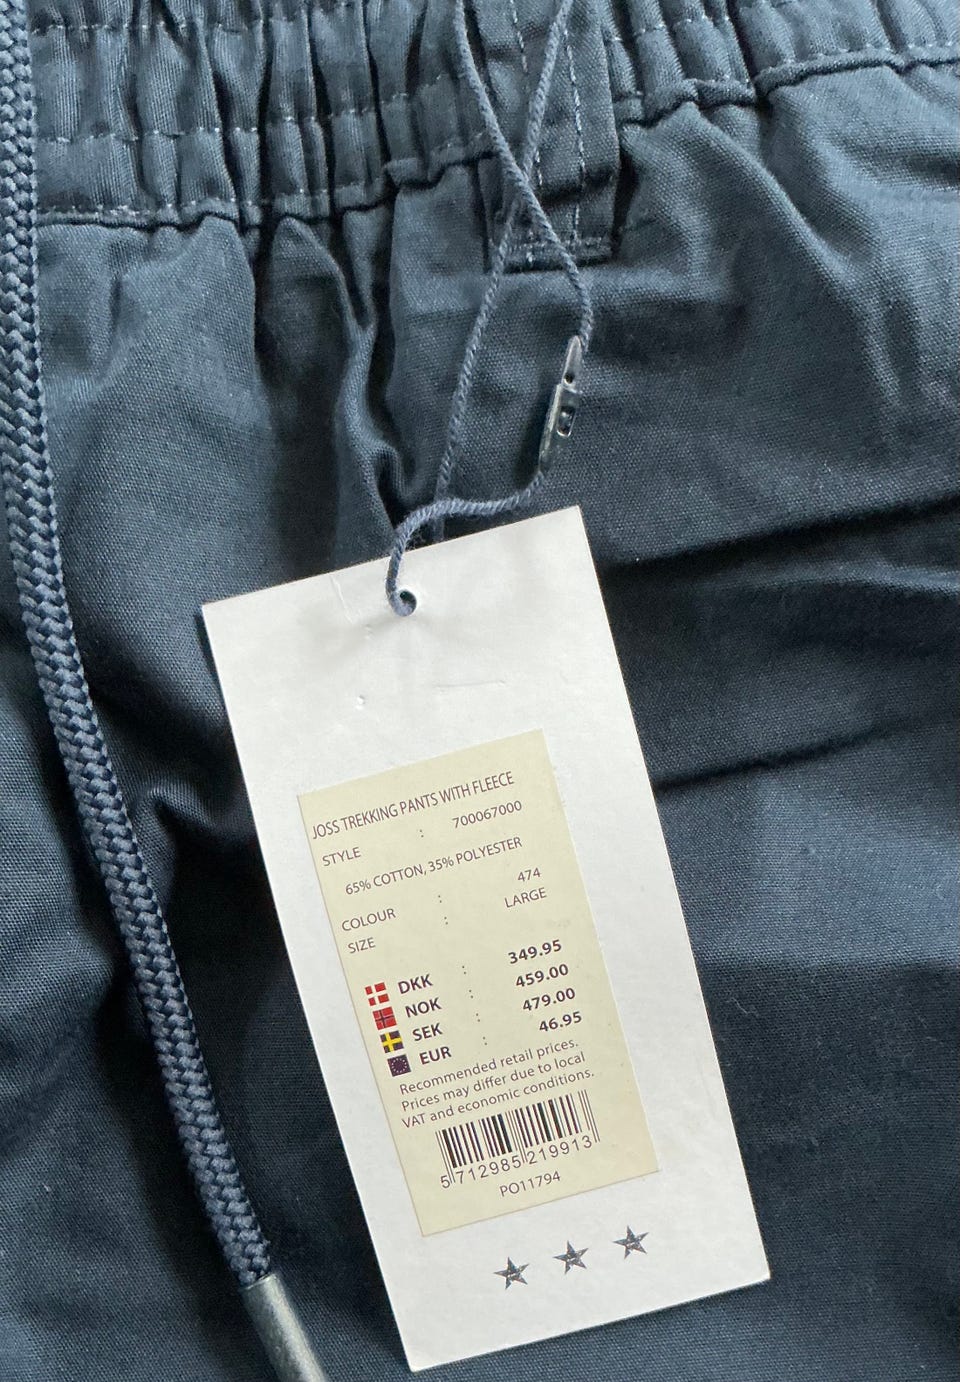 JOSS TREKKING PANTS WITH FLEECE
STYLE : 700067000
65% COTTON, 35% POLYESTER
COLOUR : 474
SIZE : LARGE
DKK : 349.95
NOK : 459.00
SEK : 479.00
EUR : 46.95
Recommended retail prices.
Prices may differ due to local
VAT and economic conditions.
5 712985 219913
PO11794